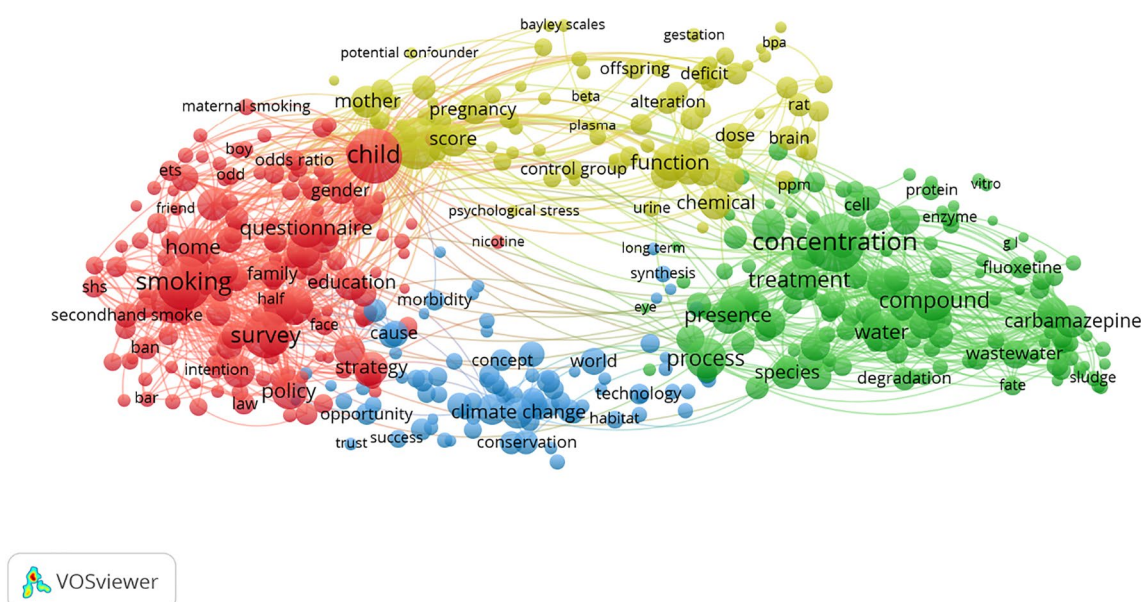 bayley scales
gestation
bpa
potential confounder
offspring
deficit
maternal smoking
mother
pregnancy
beta
alteration
rat
plasma
boy
odds ratio
child
score
dose
brain
ets
odd
control group
function
gender
ppm
protein
vitro
friend
psychological stress
urine
chemical
cell
enzyme
questionnaire
home
nicotine
long term
concentration
g l
smoking
family
education
synthesis
treatment
fluoxetine
shs
half
morbidity
eye
compound
secondhand smoke
face
presence
carbamazepine
survey
cause
water
ban
concept
world
process
wastewater
intention
strategy
species
degradation
sludge
bar
policy
technology
fate
law
opportunity
climate change
habitat
trust
success
conservation
VOSviewer